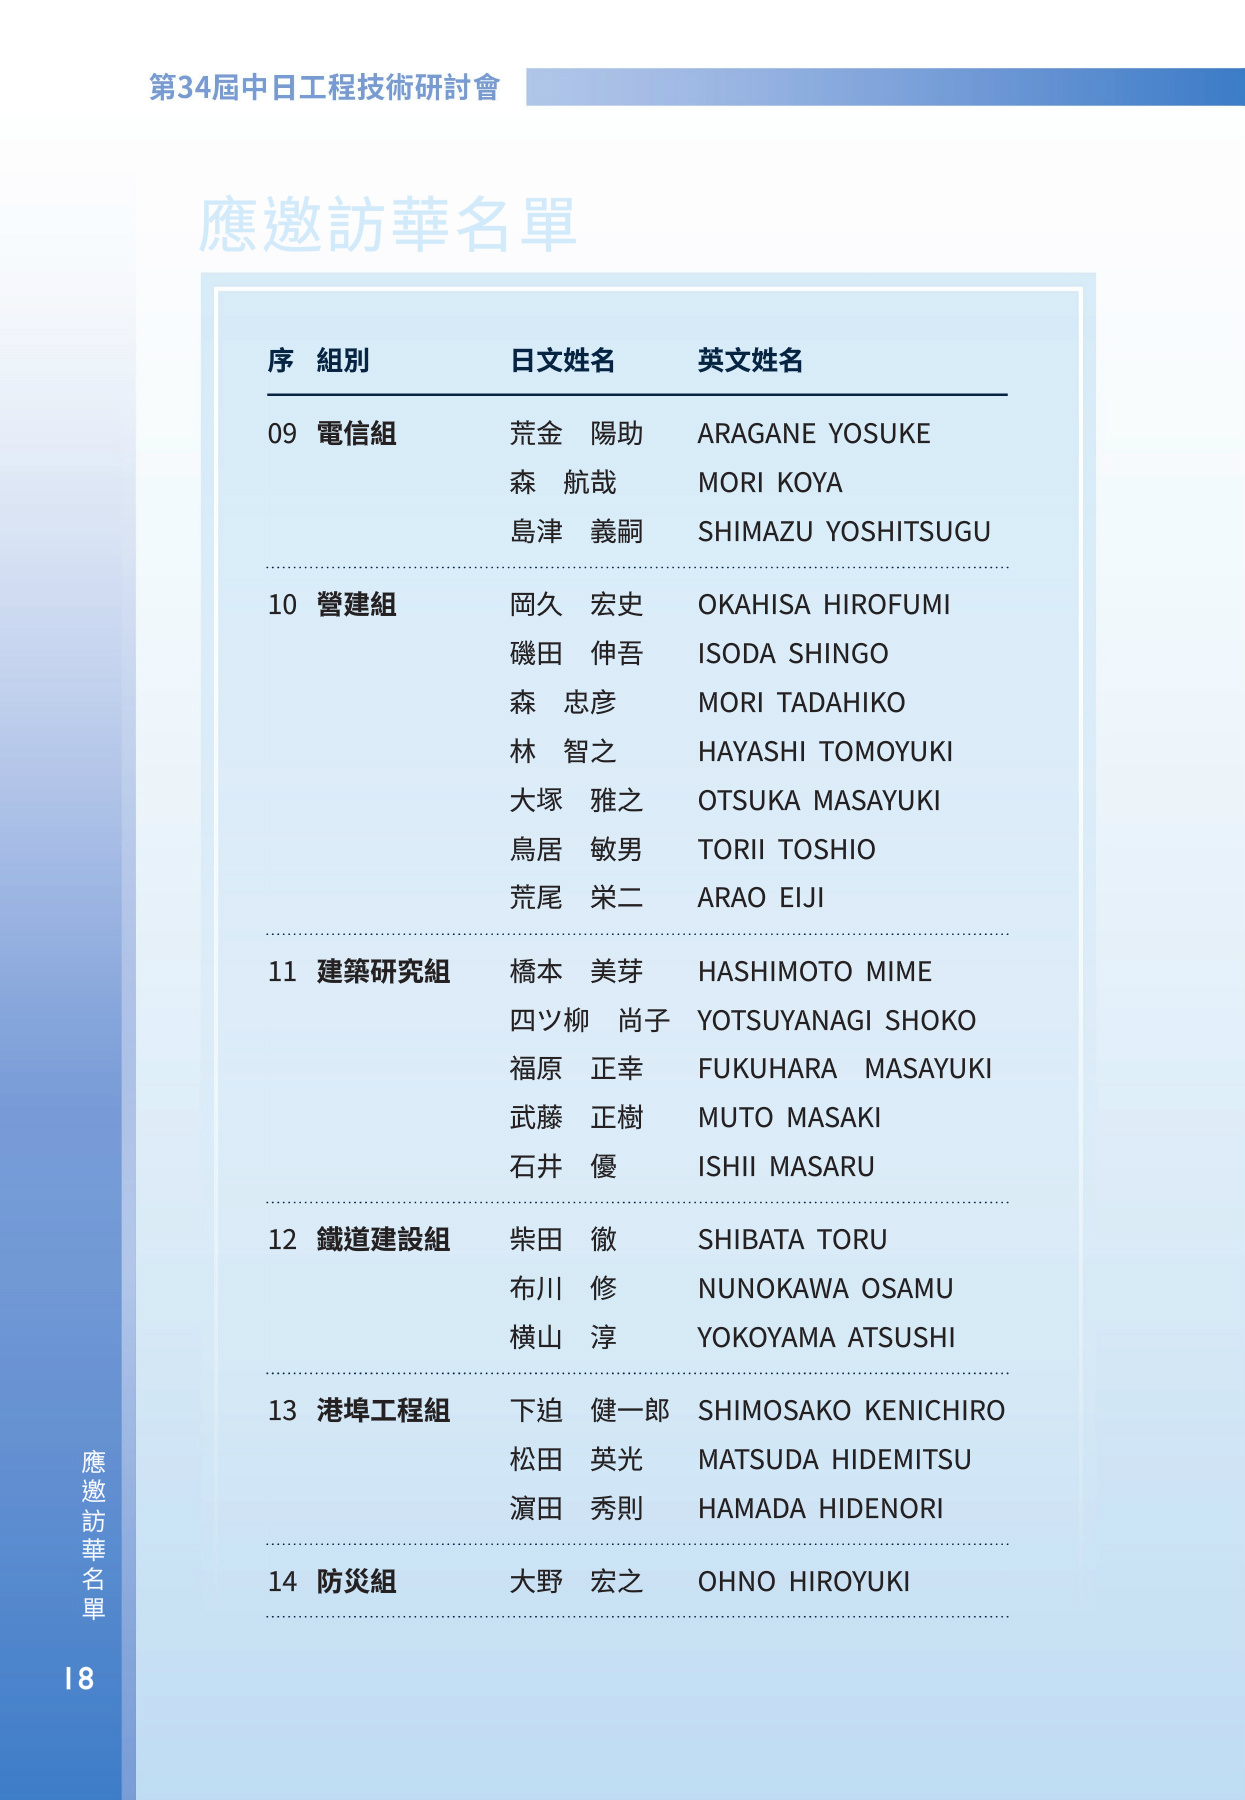 第34屆中日工程技術研討會
應邀訪華名單
序 組別 日文姓名 英文姓名
09 電信組 荒金　陽助 ARAGANE YOSUKE
森　航哉 MORI KOYA
島津　義嗣 SHIMAZU YOSHITSUGU
10 營建組 岡久　宏史 OKAHISA HIROFUMI
磯田　伸吾 ISODA SHINGO
森　忠彦 MORI TADAHIKO
林　智之 HAYASHI TOMOYUKI
大塚　雅之 OTSUKA MASAYUKI
鳥居　敏男 TORII TOSHIO
荒尾　栄二 ARAO EIJI
11 建築研究組 橋本　美芽 HASHIMOTO MIME
四ツ柳　尚子 YOTSUYANAGI SHOKO
福原　正幸 FUKUHARA　MASAYUKI
武藤　正樹 MUTO MASAKI
石井　優 ISHII MASARU
12 鐵道建設組 柴田　徹 SHIBATA TORU
布川　修 NUNOKAWA OSAMU
横山　淳 YOKOYAMA ATSUSHI
13 港埠工程組 下迫　健一郎 SHIMOSAKO KENICHIRO
松田　英光 MATSUDA HIDEMITSU
濵田　秀則 HAMADA HIDENORI
14 防災組 大野　宏之 OHNO HIROYUKI
應邀訪華名單
18